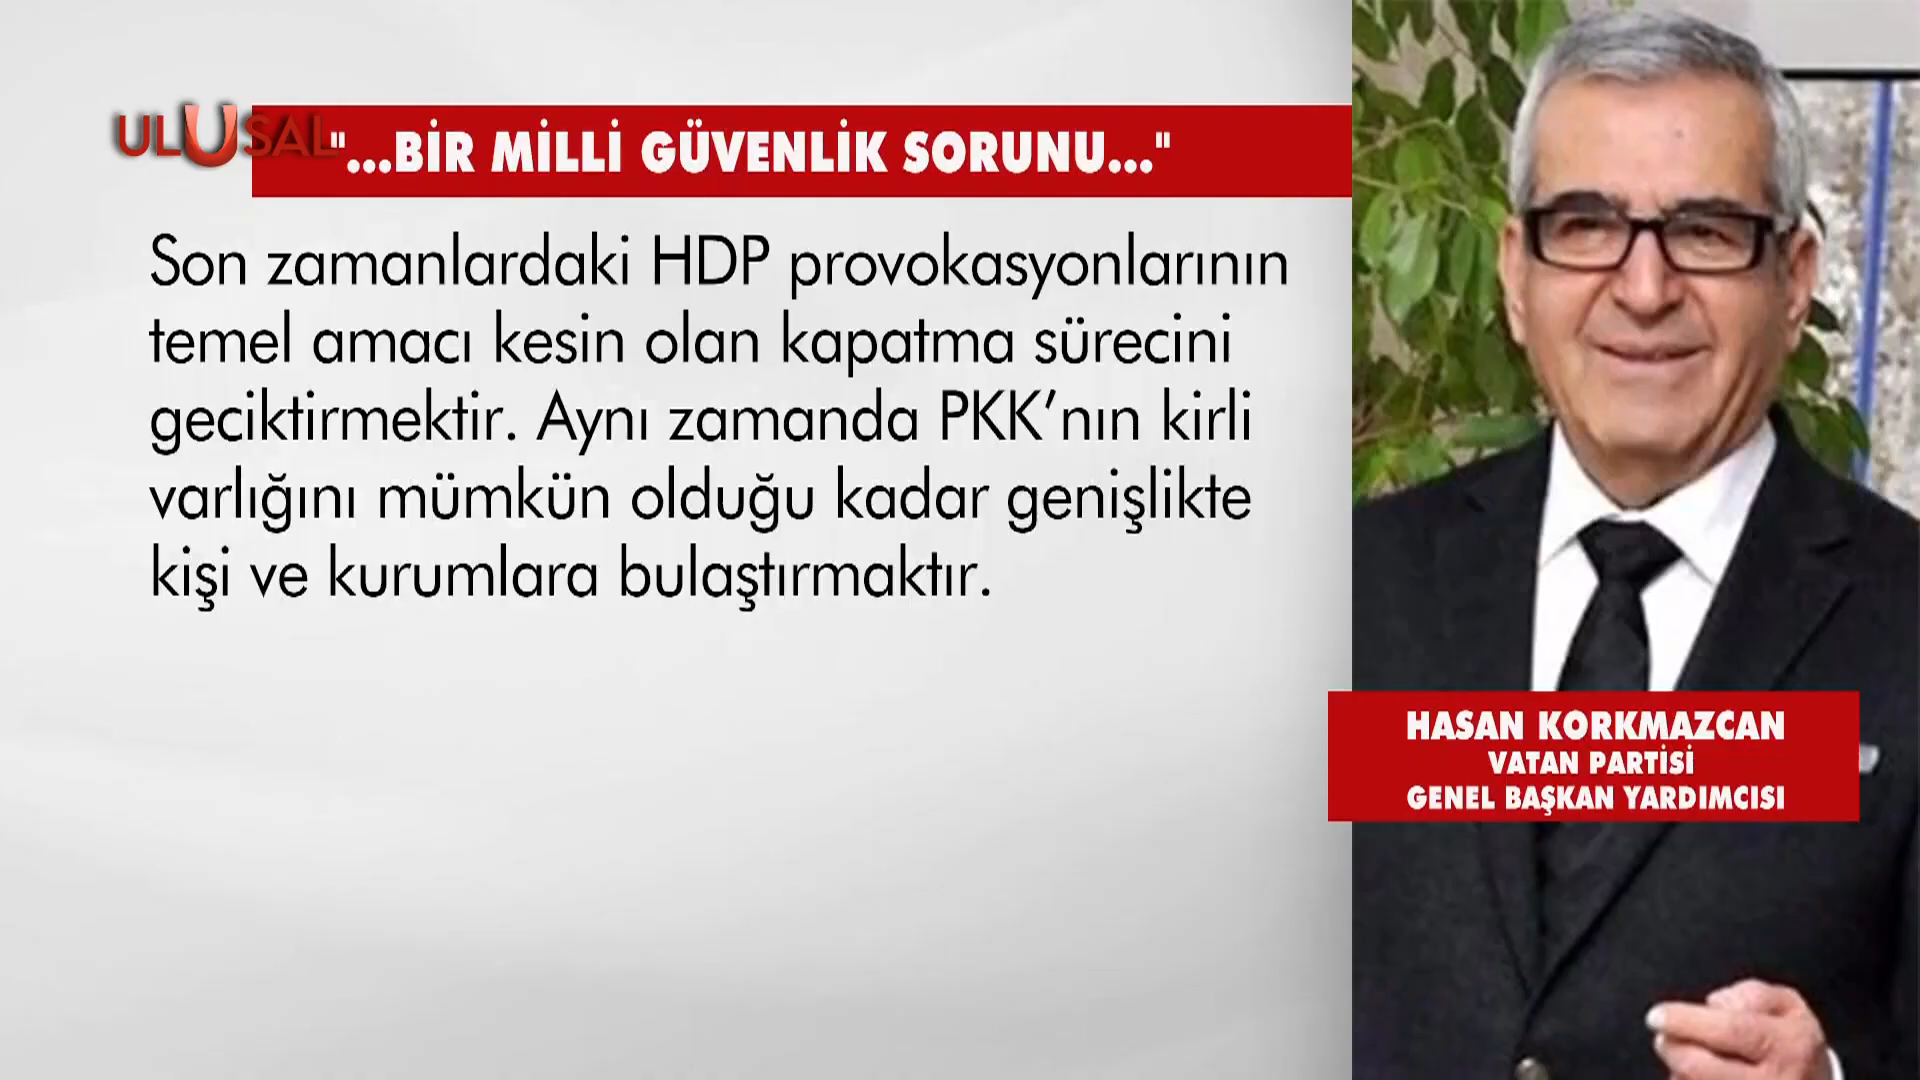 ULUSAL
"...BİR MİLLİ GÜVENLİK SORUNU..."
Son zamanlardaki HDP provokasyonlarının
temel amacı kesin olan kapatma sürecini
geciktirmektir. Aynı zamanda PKK’nın kirli
varlığını mümkün olduğu kadar genişlikte
kişi ve kurumlara bulaştırmaktır.
HASAN KORKMAZCAN
VATAN PARTİSİ
GENEL BAŞKAN YARDIMCISI